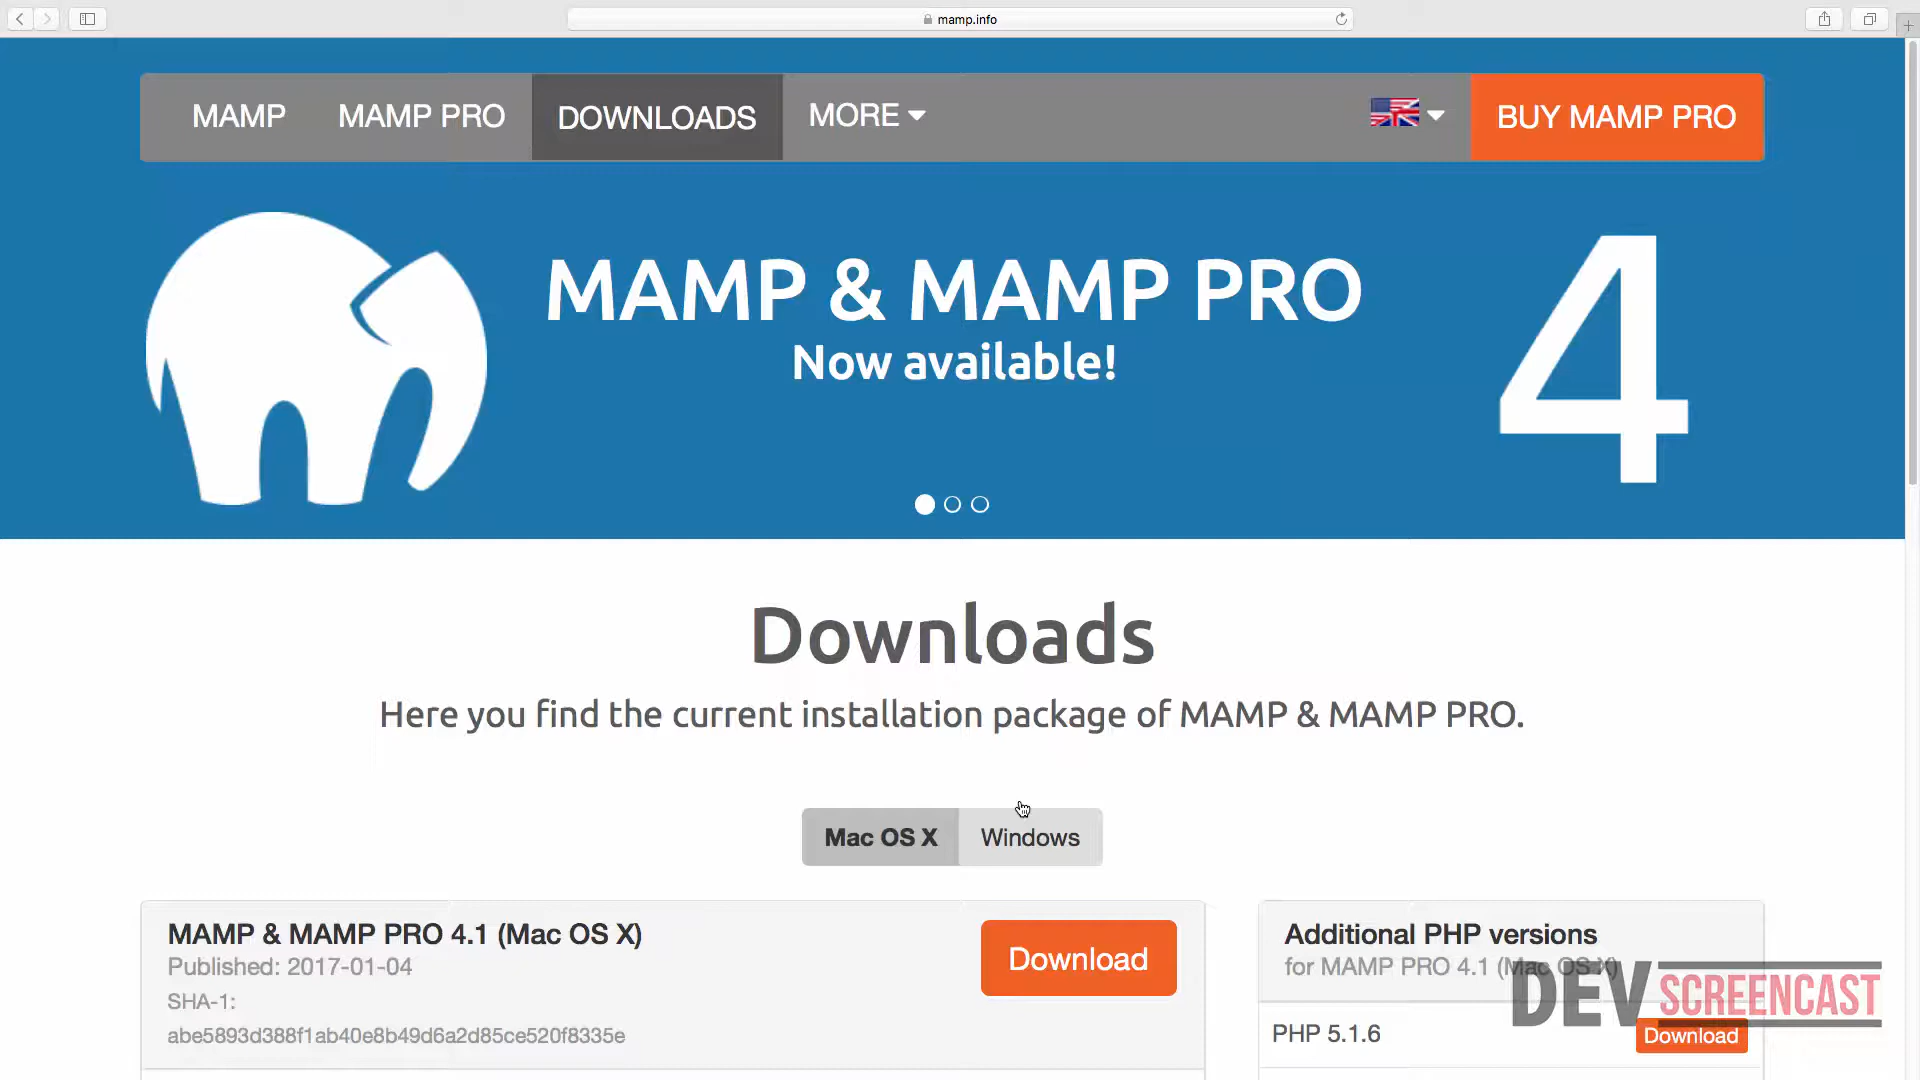 mamp.info
MAMP
MAMP PRO
DOWNLOADS
MORE
BUY MAMP PRO
MAMP & MAMP PRO
Now available!
4
Downloads
Here you find the current installation package of MAMP & MAMP PRO.
Mac OS X
Windows
MAMP & MAMP PRO 4.1 (Mac OS X)
Download
Published: 2017-01-04
SHA-1:
abe5893d388f1ab40e8b49d6a2d85ce520f8335e
Additional PHP versions
for MAMP PRO 4.1 (Mac OS X)
PHP 5.1.6
Download
DEVSCREENCAST